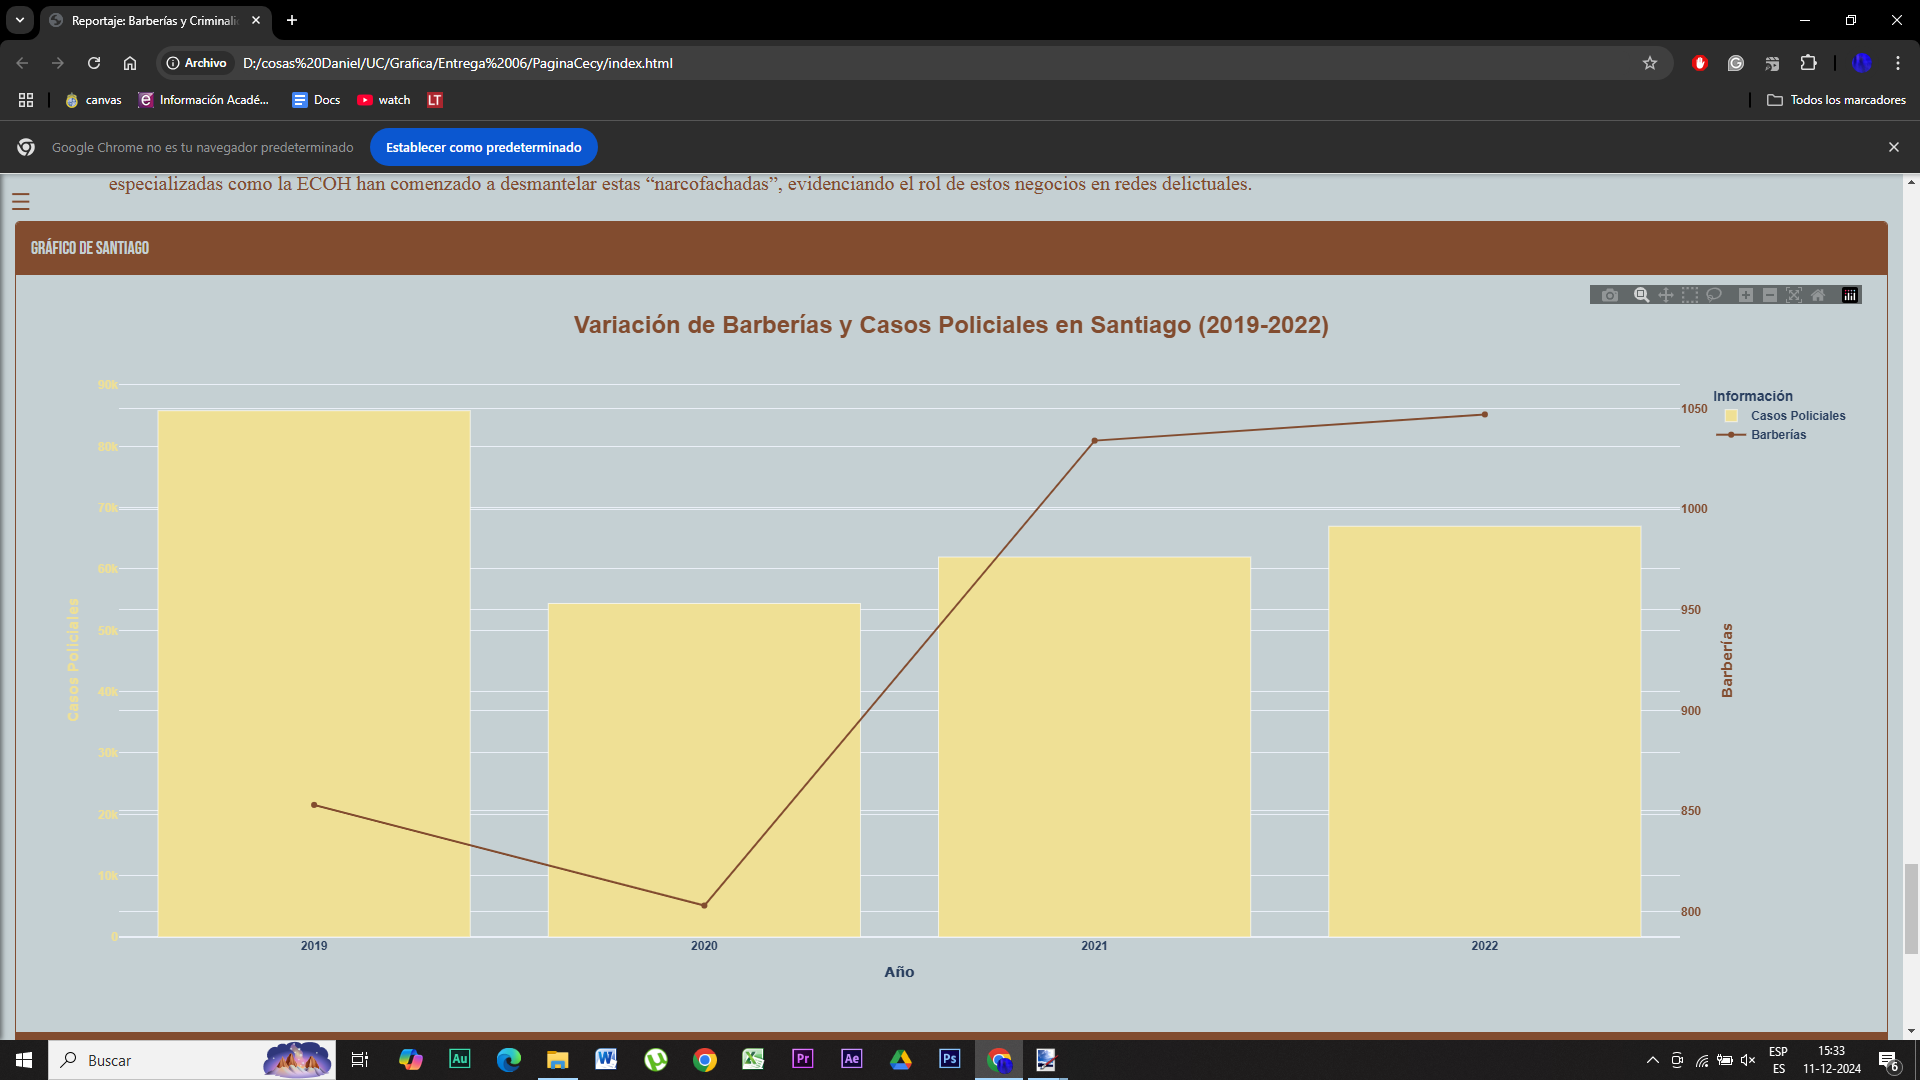 Reportaje: Barberías y Criminali
Archivo
D:/cosas%20Daniel/UC/Grafica/Entrega%2006/PaginaCecy/index.html
canvas
Información Acadé...
Docs
watch
LT
Todos los marcadores
Google Chrome no es tu navegador predeterminado
Establecer como predeterminado
especializadas como la ECOH han comenzado a desmantelar estas “narcofachadas”, evidenciando el rol de estos negocios en redes delictuales.
GRÁFICO DE SANTIAGO
Variación de Barberías y Casos Policiales en Santiago (2019-2022)
90k
80k
70k
60k
50k
40k
30k
20k
10k
0
Casos Policiales
1050
1000
950
900
850
800
Barberías
Información
Casos Policiales
Barberías
2019
2020
2021
2022
Año
Buscar
Au
Pr
Ae
Ps
ESP
ES
15:33
11-12-2024
6